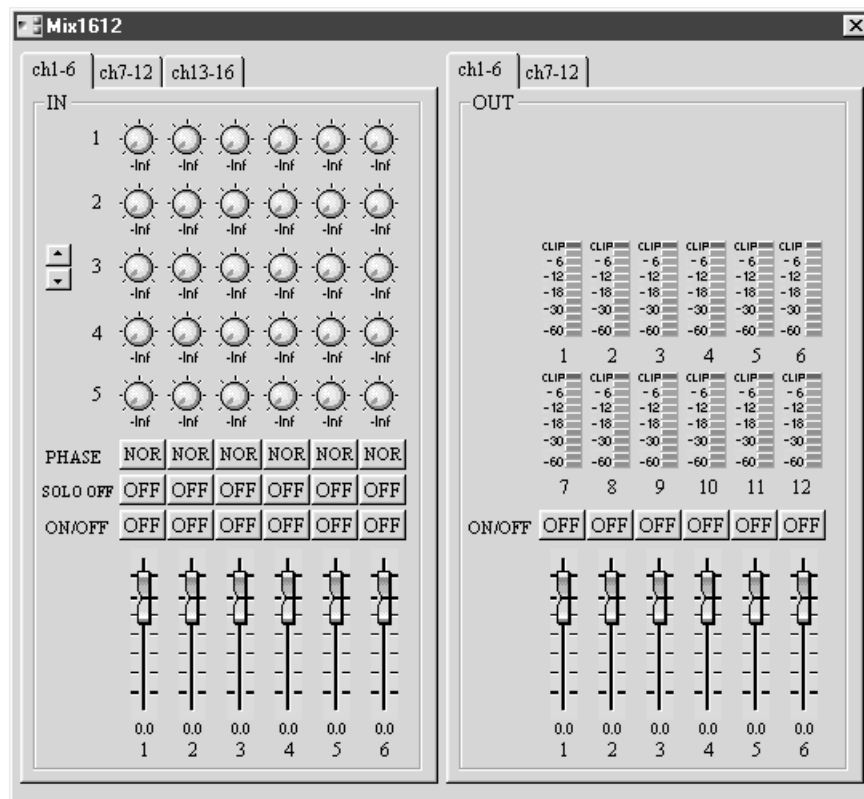 Mix1612
ch1-6 ch7-12 ch13-16
IN
1
-Inf -Inf -Inf -Inf -Inf -Inf
2
-Inf -Inf -Inf -Inf -Inf -Inf
3
-Inf -Inf -Inf -Inf -Inf -Inf
4
-Inf -Inf -Inf -Inf -Inf -Inf
5
-Inf -Inf -Inf -Inf -Inf -Inf
PHASE NOR NOR NOR NOR NOR NOR
SOLO OFF OFF OFF OFF OFF OFF OFF
ON/OFF OFF OFF OFF OFF OFF OFF
0.0 0.0 0.0 0.0 0.0 0.0
1 2 3 4 5 6
ch1-6 ch7-12
OUT
CLIP CLIP CLIP CLIP CLIP CLIP
-6 -6 -6 -6 -6 -6
-12 -12 -12 -12 -12 -12
-18 -18 -18 -18 -18 -18
-30 -30 -30 -30 -30 -30
-60 -60 -60 -60 -60 -60
1 2 3 4 5 6
CLIP CLIP CLIP CLIP CLIP CLIP
-6 -6 -6 -6 -6 -6
-12 -12 -12 -12 -12 -12
-18 -18 -18 -18 -18 -18
-30 -30 -30 -30 -30 -30
-60 -60 -60 -60 -60 -60
7 8 9 10 11 12
ON/OFF OFF OFF OFF OFF OFF OFF
0.0 0.0 0.0 0.0 0.0 0.0
1 2 3 4 5 6